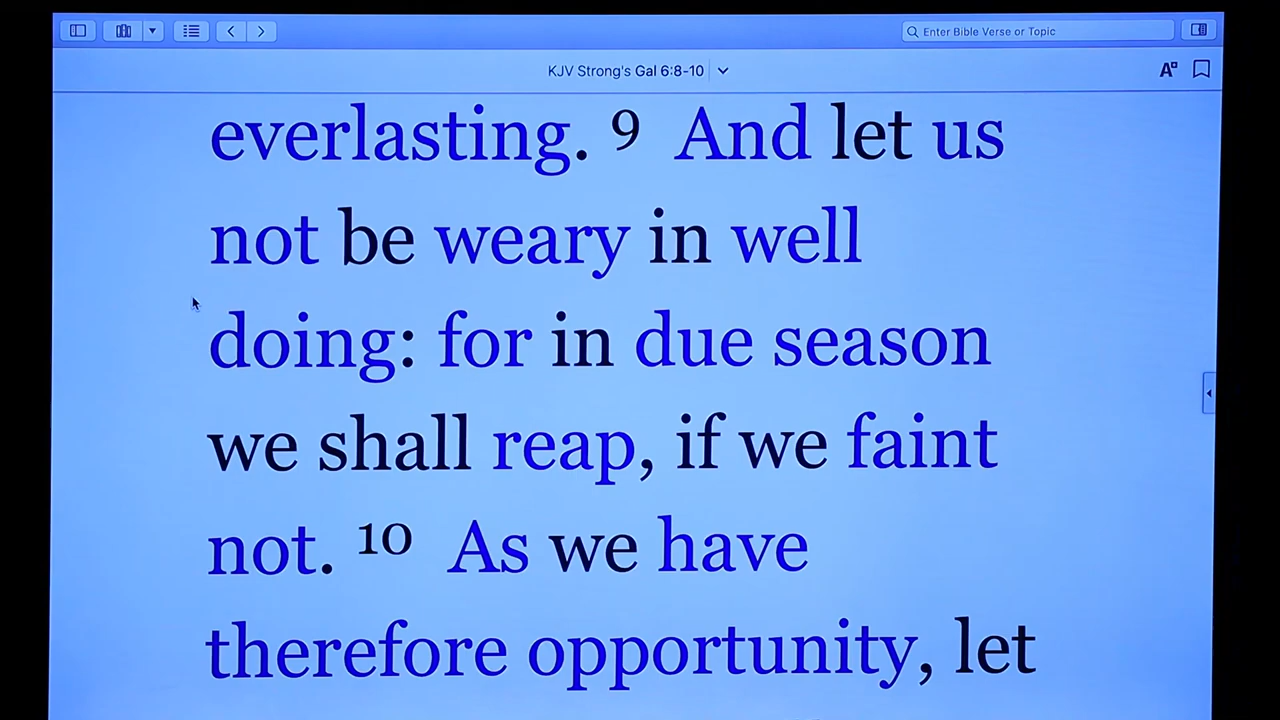 Enter Bible Verse or Topic
KJV Strong's Gal 6:8-10
A
everlasting. 9 And let us
not be weary in well
doing: for in due season
we shall reap, if we faint
not. 10 As we have
therefore opportunity, let